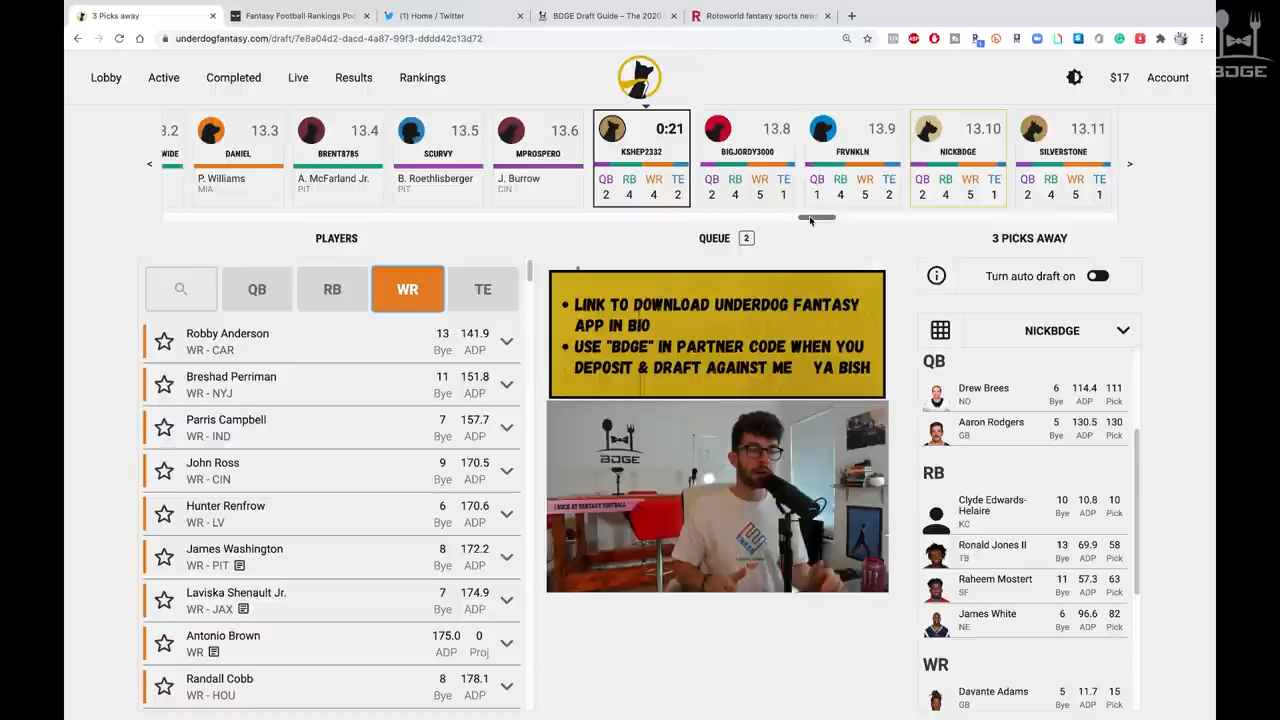 3 Picks away
Fantasy Football Rankings Pod
(1) Home / Twitter
BDGE Draft Guide – The 2020
Rotoworld fantasy sports news
underdogfantasy.com/draft/7e8a04d2-dacd-4a87-99f3-dddd42c13d72
BDGE
Lobby
Active
Completed
Live
Results
Rankings
$17
Account
3.2
WIDE
13.3
DANIEL
P. Williams
MIA
13.4
BRENT8785
A. McFarland Jr.
PIT
13.5
SCURVY
B. Roethlisberger
PIT
13.6
MPROSPERO
J. Burrow
CIN
0:21
KSHEP2332
QB RB WR TE
2 4 4 2
13.8
BIGJORDY3000
QB RB WR TE
2 4 5 1
13.9
FRVNKLN
QB RB WR TE
1 4 5 2
13.10
NICKBDGE
QB RB WR TE
2 4 5 1
13.11
SILVERSTONE
QB RB WR TE
2 4 5 1
< >
PLAYERS
QB
RB
WR
TE
Robby Anderson 13 141.9
WR - CAR Bye ADP
Breshad Perriman 11 151.8
WR - NYJ Bye ADP
Parris Campbell 7 157.7
WR - IND Bye ADP
John Ross 9 170.5
WR - CIN Bye ADP
Hunter Renfrow 6 170.6
WR - LV Bye ADP
James Washington 8 172.2
WR - PIT Bye ADP
Laviska Shenault Jr. 7 174.9
WR - JAX Bye ADP
Antonio Brown 175.0 0
WR ADP Proj
Randall Cobb 8 178.1
WR - HOU Bye ADP
QUEUE 2
• LINK TO DOWNLOAD UNDERDOG FANTASY
APP IN BIO
• USE "BDGE" IN PARTNER CODE WHEN YOU
DEPOSIT & DRAFT AGAINST ME YA BISH
BDGE
I SUCK AT FANTASY FOOTBALL
3 PICKS AWAY
Turn auto draft on
NICKBDGE
QB
Drew Brees 6 114.4 111
NO Bye ADP Pick
Aaron Rodgers 5 130.5 130
GB Bye ADP Pick
RB
Clyde Edwards-
Helaire 10 10.8 10
KC Bye ADP Pick
Ronald Jones II 13 69.9 58
TB Bye ADP Pick
Raheem Mostert 11 57.3 63
SF Bye ADP Pick
James White 6 96.6 82
NE Bye ADP Pick
WR
Davante Adams 5 11.7 15
GB Bye ADP Pick